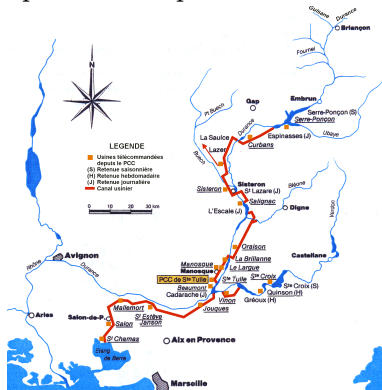 Guisane
Durance
Briançon
Fournel
N
Embrun
Gap
Pt Buech
Serre-Ponçon (S)
Serre-Ponçon
Durance
La Saulce
Espinasses (J)
Ubaye
LEGENDE
Usines télécommandées
depuis le PCC
(S) Retenue saisonnière
(H) Retenue hebdomadaire
(J) Retenue journalière
Canal usinier
0 10 20 30 km
Lazer
Curbans
Buech
Sisteron
Sisteron
St Lazare (J)
Salignac
Bléone
L'Escale (J)
Digne
Verdon
Oraison
Castellane
La Brillanne
Manosque
Manosque
Le Largue
Avignon
Rhône
Durance
PCC de Ste Tulle
Ste Tulle
Ste Croix
Ste Croix (S)
Beaumont
Quinson (H)
Cadarache (J)
Vinon
Gréoux (H)
Mallemort
Jouques
Arles
Salon-de-P.
St Estève
Janson
Salon
St Chamas
Aix en Provence
Etang
de Berre
Marseille